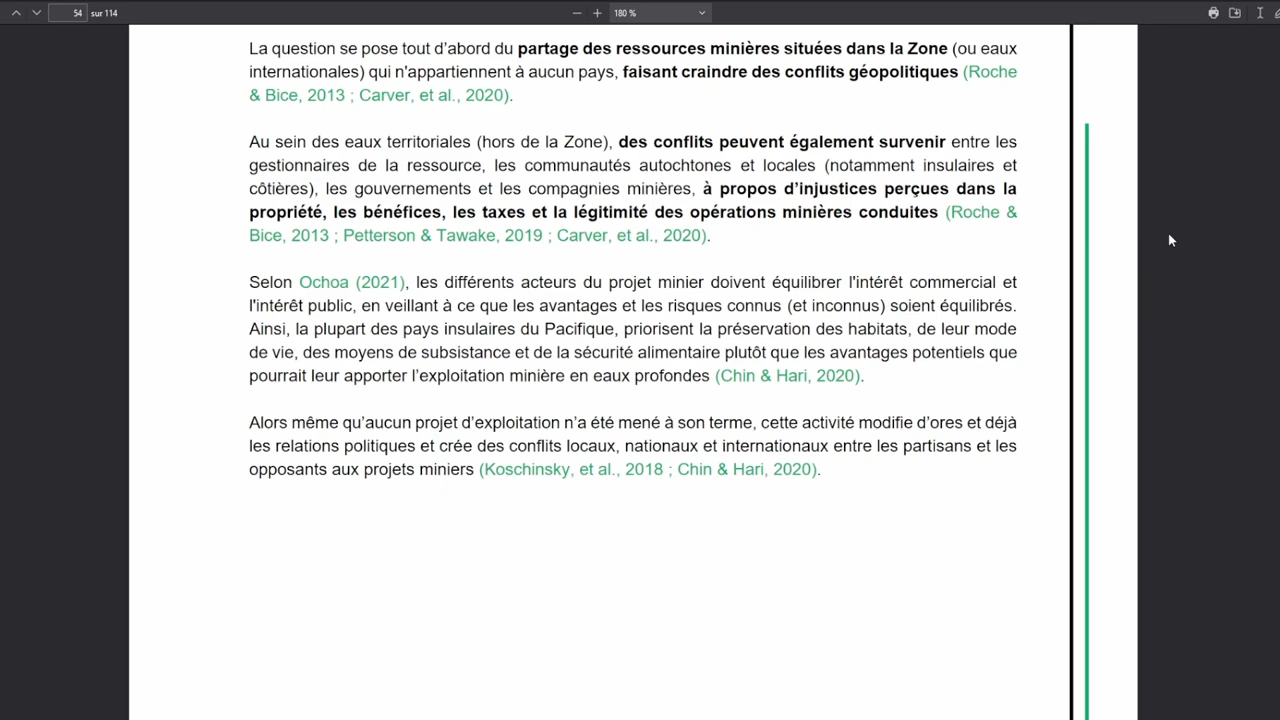 54 sur 114
180 %
La question se pose tout d’abord du partage des ressources minières situées dans la Zone (ou eaux
internationales) qui n'appartiennent à aucun pays, faisant craindre des conflits géopolitiques (Roche
& Bice, 2013 ; Carver, et al., 2020).
Au sein des eaux territoriales (hors de la Zone), des conflits peuvent également survenir entre les
gestionnaires de la ressource, les communautés autochtones et locales (notamment insulaires et
côtières), les gouvernements et les compagnies minières, à propos d’injustices perçues dans la
propriété, les bénéfices, les taxes et la légitimité des opérations minières conduites (Roche &
Bice, 2013 ; Petterson & Tawake, 2019 ; Carver, et al., 2020).
Selon Ochoa (2021), les différents acteurs du projet minier doivent équilibrer l'intérêt commercial et
l'intérêt public, en veillant à ce que les avantages et les risques connus (et inconnus) soient équilibrés.
Ainsi, la plupart des pays insulaires du Pacifique, priorisent la préservation des habitats, de leur mode
de vie, des moyens de subsistance et de la sécurité alimentaire plutôt que les avantages potentiels que
pourrait leur apporter l’exploitation minière en eaux profondes (Chin & Hari, 2020).
Alors même qu’aucun projet d’exploitation n’a été mené à son terme, cette activité modifie d’ores et déjà
les relations politiques et crée des conflits locaux, nationaux et internationaux entre les partisans et les
opposants aux projets miniers (Koschinsky, et al., 2018 ; Chin & Hari, 2020).